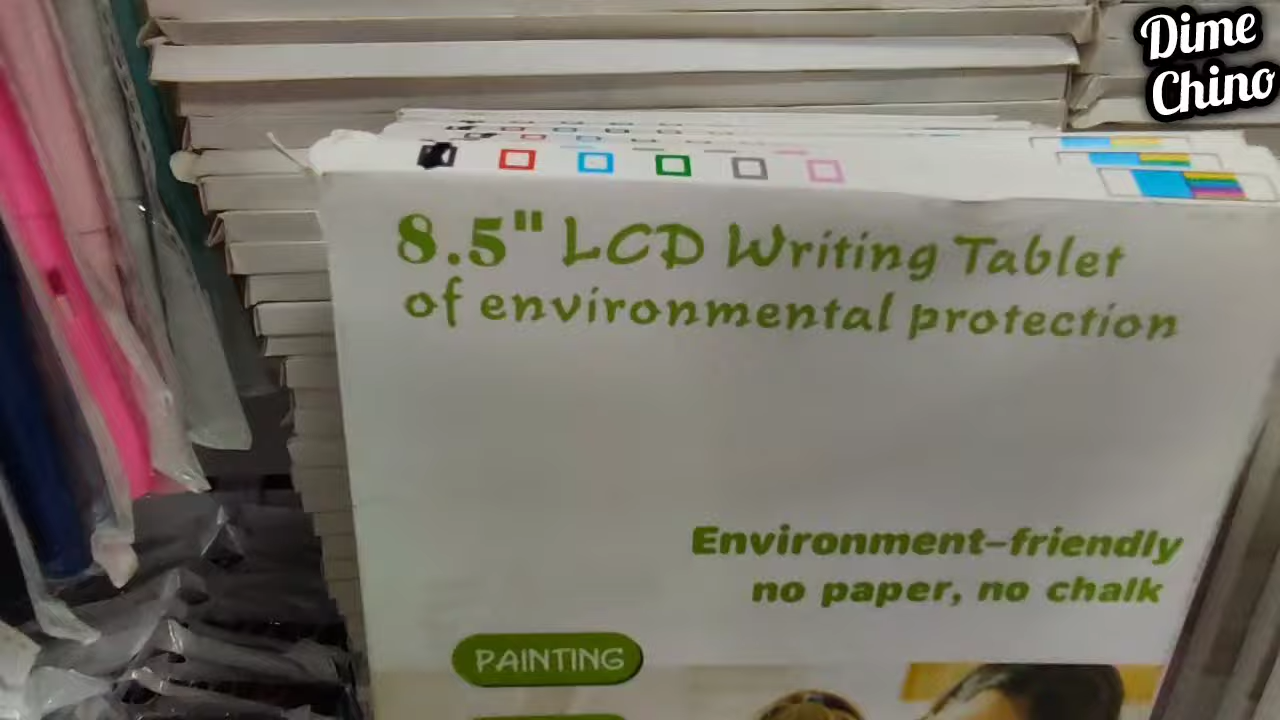 Dime
Chino
8.5" LCD Writing Tablet
of environmental protection
Environment-friendly
no paper, no chalk
PAINTING